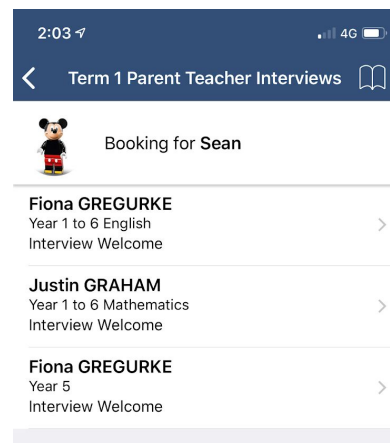 2:03
4G
Term 1 Parent Teacher Interviews
Booking for Sean
Fiona GREGURKE
Year 1 to 6 English
Interview Welcome
Justin GRAHAM
Year 1 to 6 Mathematics
Interview Welcome
Fiona GREGURKE
Year 5
Interview Welcome